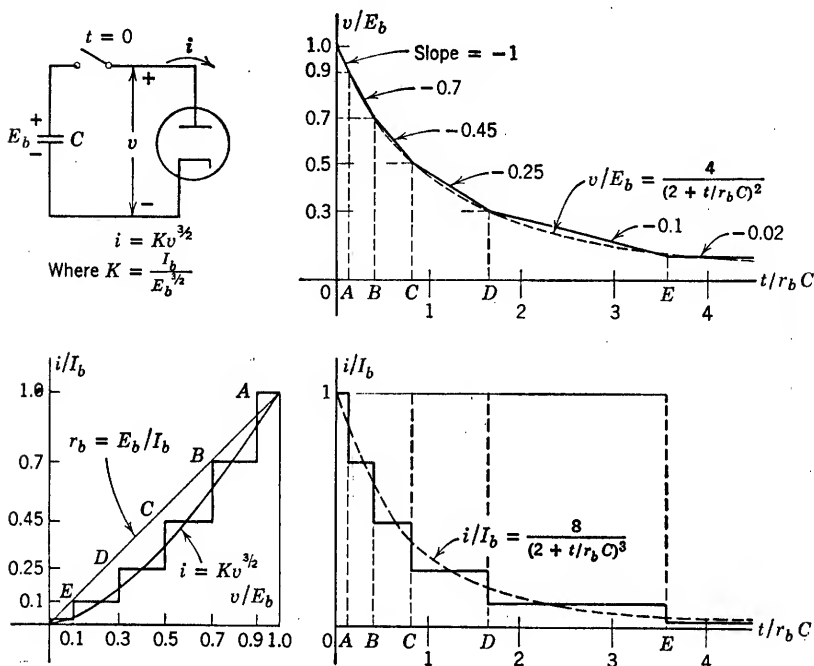 t = 0
i
+
+
E_b
C
v
−
−
i = Kv^{3/2}
Where K = I_b / E_b^{3/2}
v/E_b
1.0
0.9
0.7
0.5
0.3
0
Slope = −1
−0.7
−0.45
−0.25
v/E_b = 4 / (2 + t/r_b C)^2
−0.1
−0.02
A B C 1 D 2 3 E 4 t/r_b C
i/I_b
1.0
0.7
0.45
0.25
0.1
A
r_b = E_b/I_b
B
C
D
E
i = Kv^{3/2}
v/E_b
0.1 0.3 0.5 0.7 0.9 1.0
i/I_b
1
i/I_b = 8 / (2 + t/r_b C)^3
0 A B C 1 D 2 3 E 4 t/r_b C